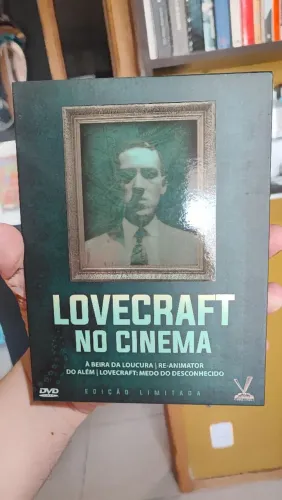 LOVECRAFT
NO CINEMA
À BEIRA DA LOUCURA | RE-ANIMATOR
DO ALÉM | LOVECRAFT: MEDO DO DESCONHECIDO
DVD
EDIÇÃO LIMITADA